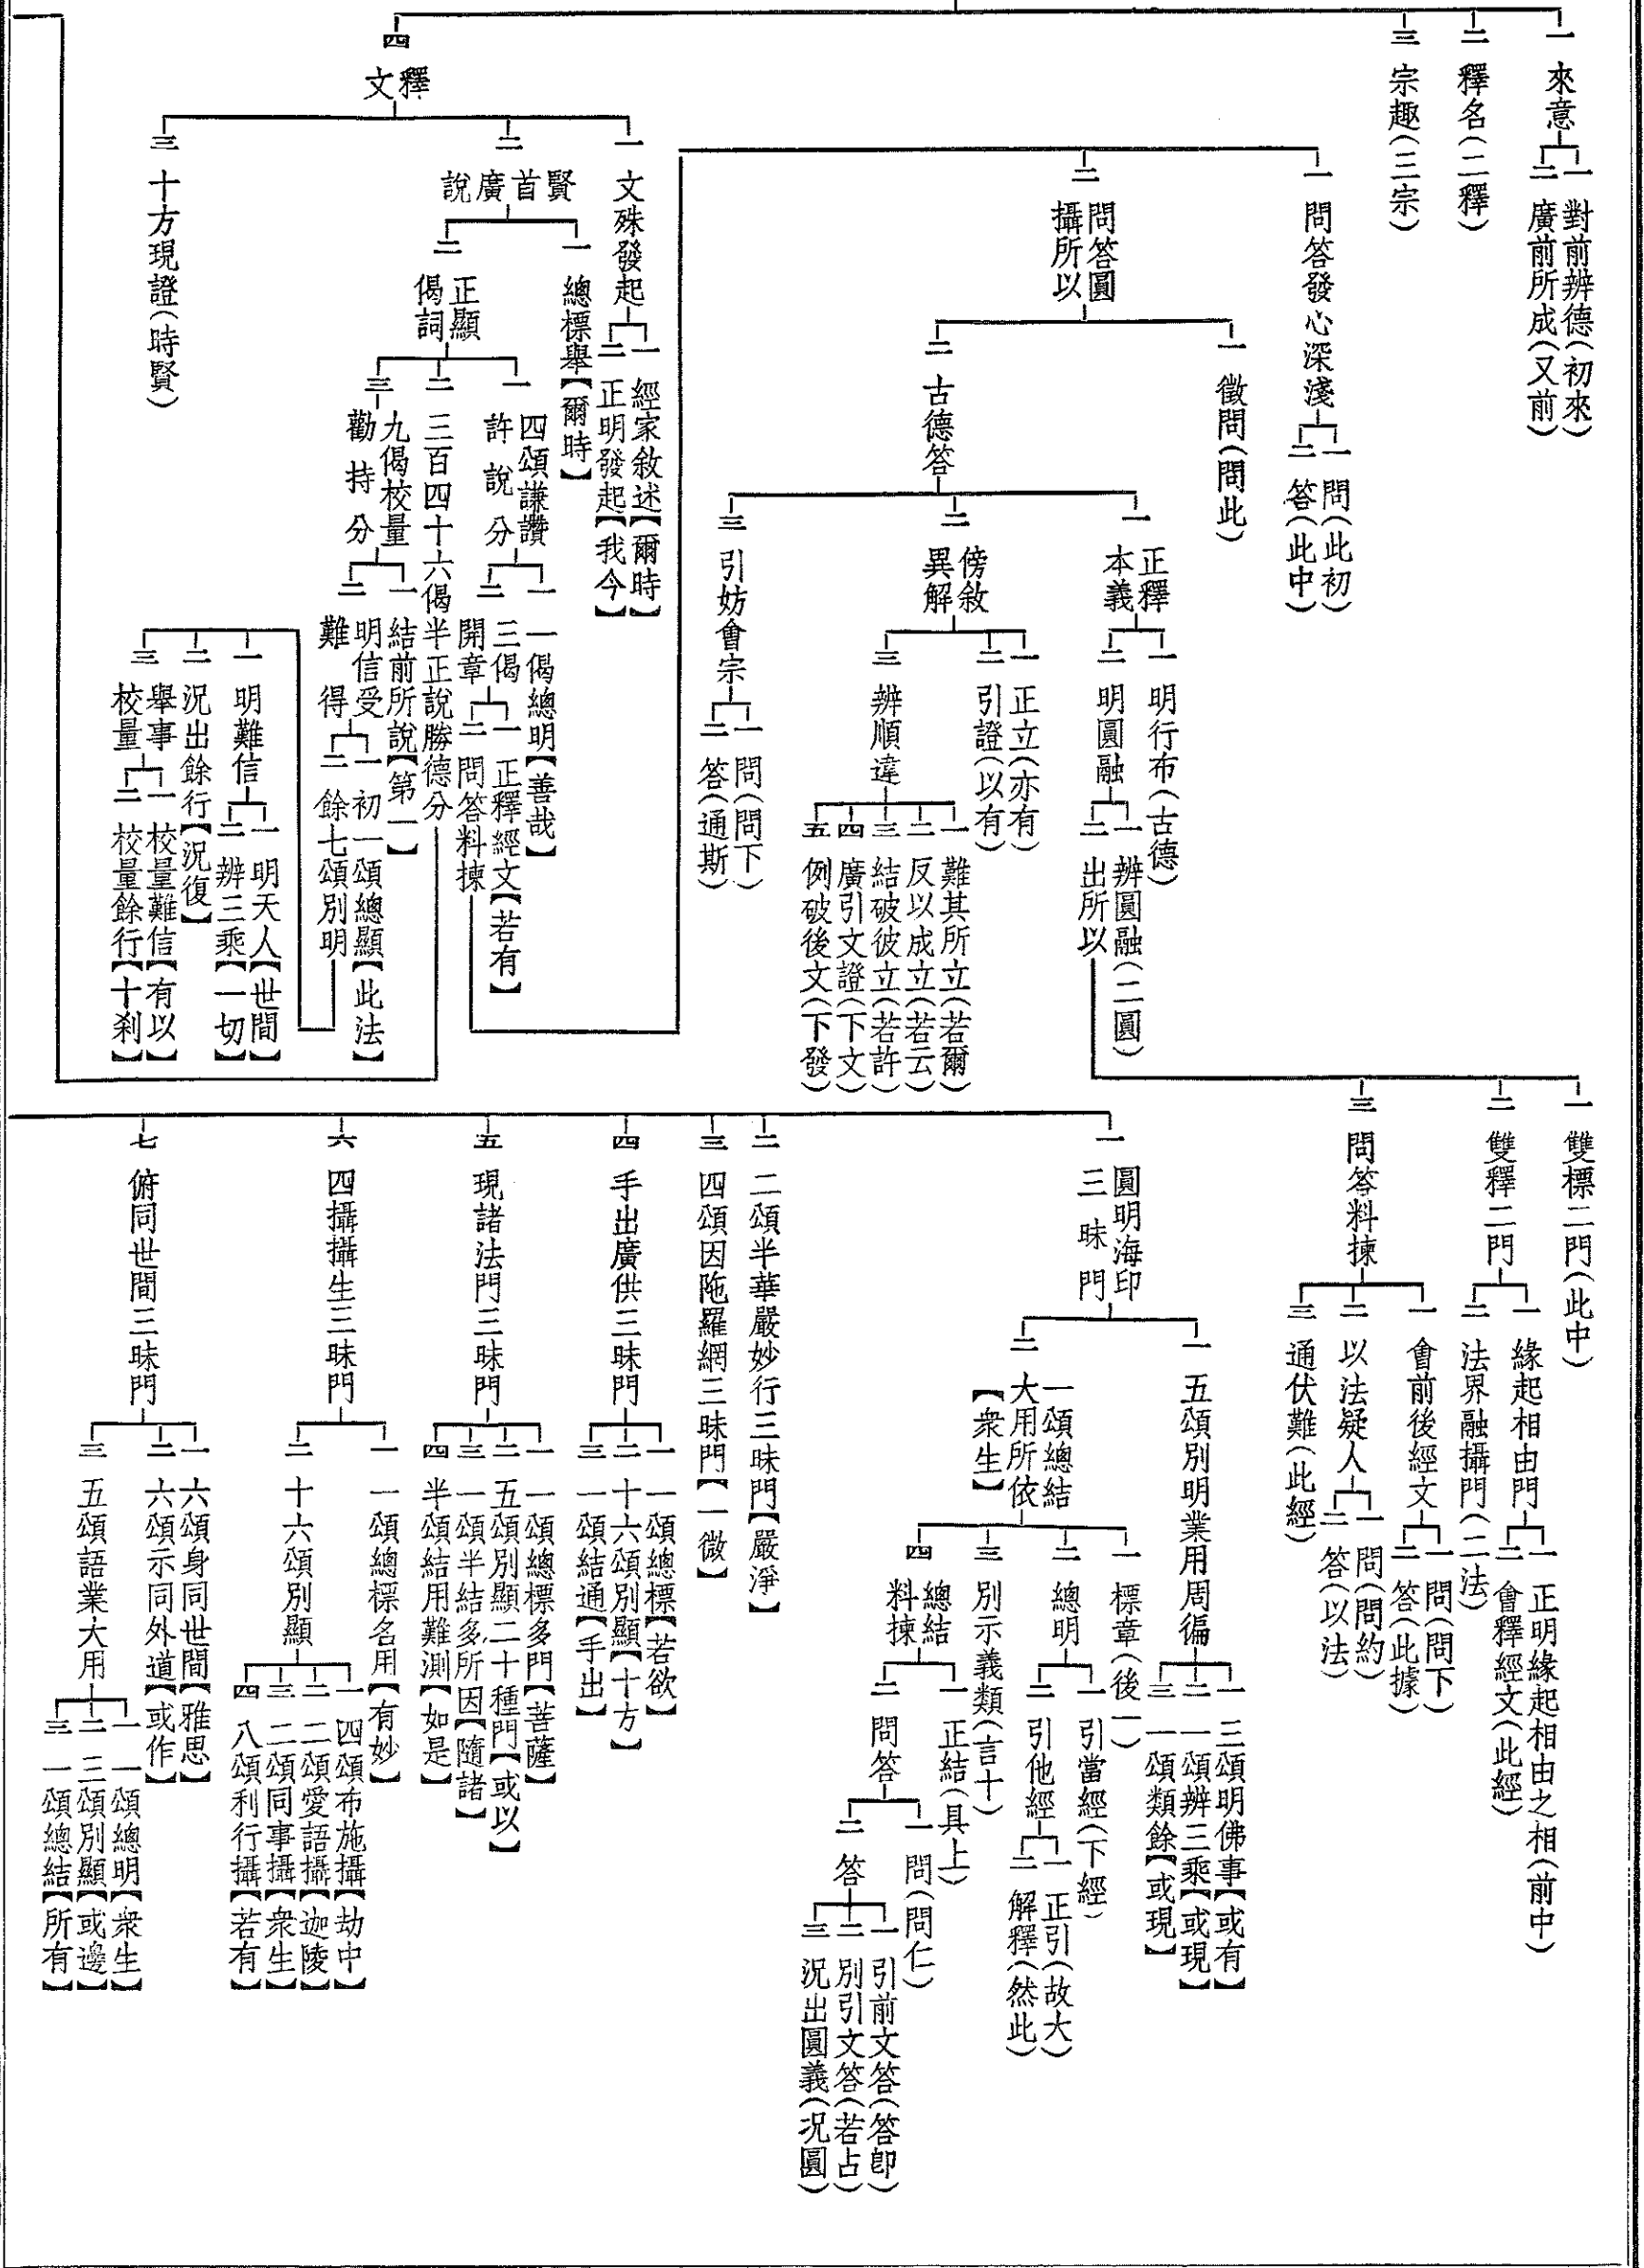 一 來意
一 對前辨德（初來）
二 廣前所成（又前）
二 釋名（二釋）
三 宗趣（三宗）
四 釋文
一 文殊發起
一 經家敘述【爾時】
二 正明發起【我今】
二 賢首廣說
一 總標舉【爾時】
二 正顯偈詞
一 四頌謙讚許說分
一 一偈總明【善哉】
二 三偈開章
一 正釋經文【若有】
二 問答料揀
一 問答發心深淺
一 問（此初）
二 答（此中）
二 問答圓攝所以
一 徵問（問此）
二 古德答
一 正釋本義
一 明行布（古德）
二 明圓融
一 辨圓融（二圓）
二 出所以
一 雙標二門（此中）
二 雙釋二門
一 緣起相由門
一 正明緣起相由之相（前中）
二 會釋經文（此經）
二 法界融攝門（二法）
三 問答料揀
一 會前後經文
一 問（問下）
二 答（此據）
二 以法疑人
一 問（問約）
二 答（以法）
三 通伏難（此經）
二 傍敘異解
一 正立（亦有）
二 引證（以有）
三 辨順違
一 難其所立（若爾）
二 反以成立（若云）
三 結破彼立（若許）
四 廣引文證（下文）
五 例破後文（下發）
三 引妨會宗
一 問（問下）
二 答（通斯）
二 三百四十六偈半正說勝德分
三 九偈校量勸持分
一 結前所說【第一】
二 明信受難得
一 初一頌總顯【此法】
二 餘七頌別明
一 明難信
一 明天人【世間】
二 辨三乘【一切】
二 況出餘行【況復】
三 舉事校量
一 校量難信【有以】
二 校量餘行【十刹】
三 十方現證（時賢）
一 圓明海印三昧門
一 五頌別明業用周徧
一 三頌明佛事【或有】
二 一頌辨三乘【或現】
三 一頌類餘【或現】
二 一頌總結大用所依【衆生】
一 標章（後一）
二 總明
一 引當經（下經）
二 引他經
一 正引（故大）
二 解釋（然此）
三 別示義類（言十）
四 總結料揀
一 正結（具上）
二 問答
一 問（問仁）
二 答
一 引前文答（答卽）
二 別引文答（若占）
三 況出圓義（況圓）
二 二頌半華嚴妙行三昧門【嚴淨】
三 四頌因陁羅網三昧門【一微】
四 手出廣供三昧門
一 一頌總標【若欲】
二 十六頌別顯【十方】
三 一頌結通【手出】
五 現諸法門三昧門
一 一頌總標多門【菩薩】
二 五頌別顯二十種門【或以】
三 一頌半結多所因【隨諸】
四 半頌結用難測【如是】
六 四攝攝生三昧門
一 一頌總標名用【有妙】
二 十六頌別顯
一 四頌布施攝【劫中】
二 二頌愛語攝【迦陵】
三 二頌同事攝【衆生】
四 八頌利行攝【若有】
七 俯同世間三昧門
一 六頌身同世間【雅思】
二 六頌示同外道【或作】
三 五頌語業大用
一 一頌總明【衆生】
二 三頌別顯【或邊】
三 一頌總結【所有】